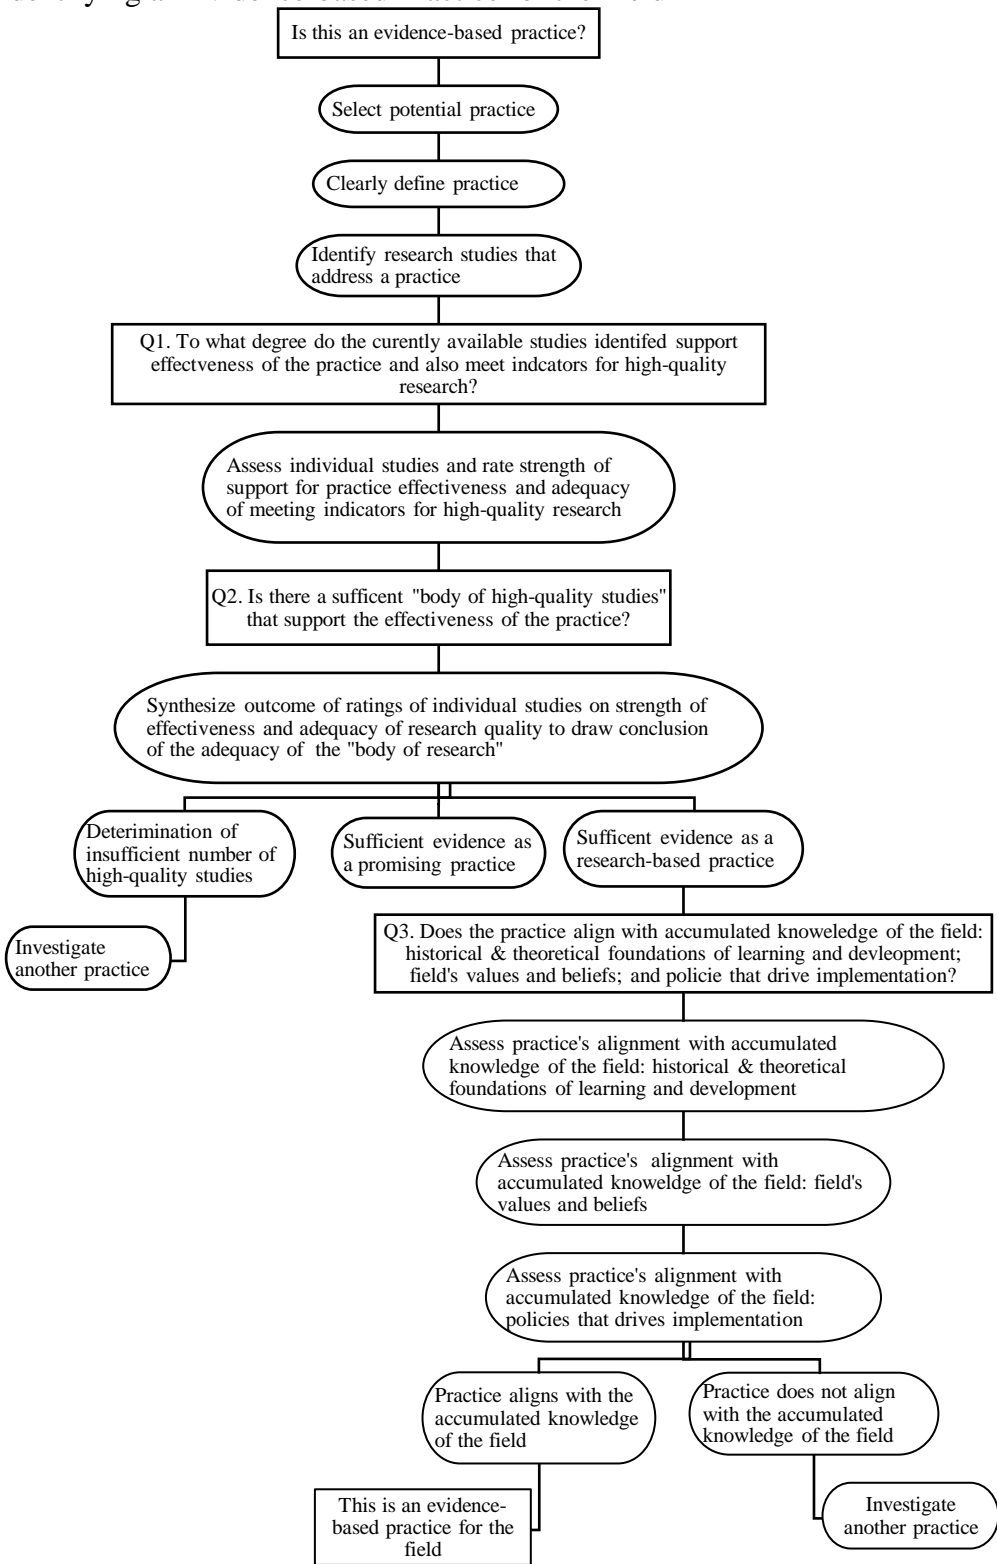 Is this an evidence-based practice?
Select potential practice
Clearly define practice
Identify research studies that
address a practice
Q1. To what degree do the curently available studies identifed support
effectveness of the practice and also meet indcators for high-quality
research?
Assess individual studies and rate strength of
support for practice effectiveness and adequacy
of meeting indicators for high-quality research
Q2. Is there a sufficent "body of high-quality studies"
that support the effectiveness of the practice?
Synthesize outcome of ratings of individual studies on strength of
effectiveness and adequacy of research quality to draw conclusion
of the adequacy of the "body of research"
Deterimination of
insufficient number of
high-quality studies
Sufficient evidence as
a promising practice
Sufficent evidence as a
research-based practice
Investigate
another practice
Q3. Does the practice align with accumulated knoweledge of the field:
historical & theoretical foundations of learning and devleopment;
field's values and beliefs; and policie that drive implementation?
Assess practice's alignment with accumulated
knowledge of the field: historical & theoretical
foundations of learning and development
Assess practice's alignment with
accumulated knoweldge of the field: field's
values and beliefs
Assess practice's alignment with
accumulated knowledge of the field:
policies that drives implementation
Practice aligns with the
accumulated knowledge
of the field
Practice does not align
with the accumulated
knowledge of the field
This is an evidence-
based practice for the
field
Investigate
another practice